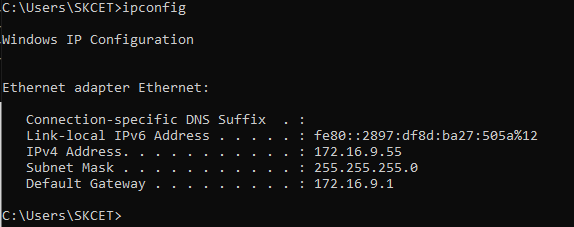 C:\Users\SKCET>ipconfig
Windows IP Configuration
Ethernet adapter Ethernet:
Connection-specific DNS Suffix  . :
Link-local IPv6 Address . . . . . : fe80::2897:df8d:ba27:505a%12
IPv4 Address. . . . . . . . . . . : 172.16.9.55
Subnet Mask . . . . . . . . . . . : 255.255.255.0
Default Gateway . . . . . . . . . : 172.16.9.1
C:\Users\SKCET>